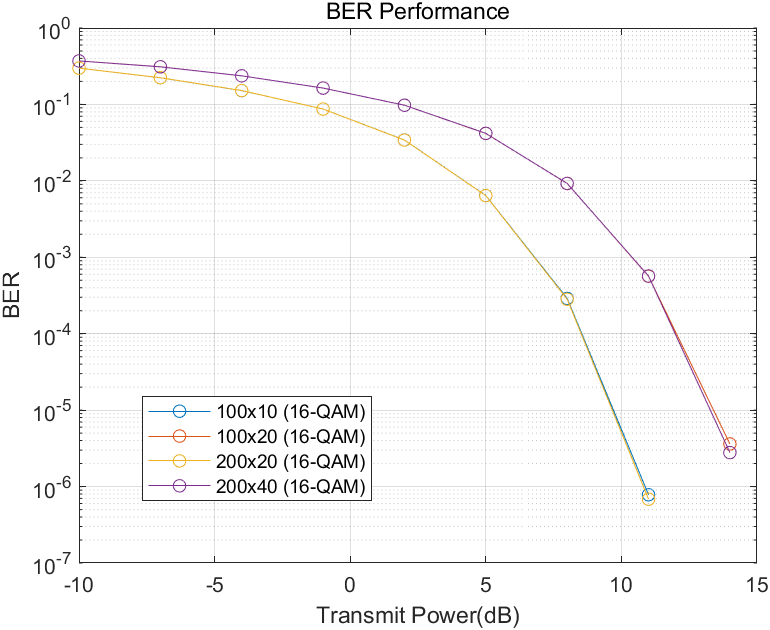 BER Performance
10^0
10^-1
10^-2
10^-3
10^-4
10^-5
10^-6
10^-7
BER
100x10 (16-QAM)
100x20 (16-QAM)
200x20 (16-QAM)
200x40 (16-QAM)
-10 -5 0 5 10 15
Transmit Power(dB)